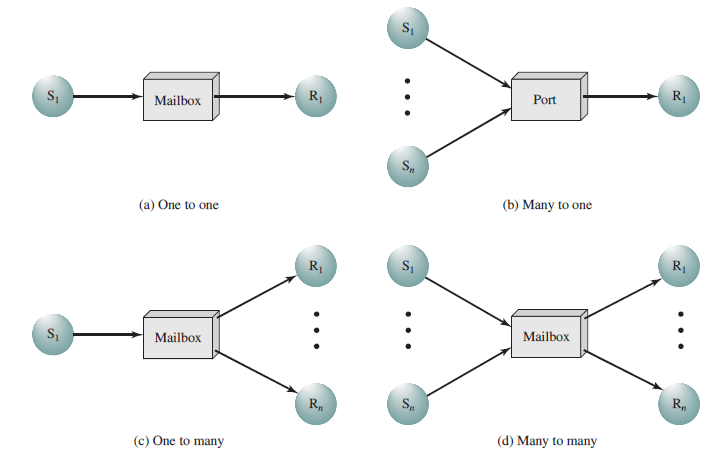 S₁
Mailbox
R₁
(a) One to one
S₁
Sₙ
Port
R₁
(b) Many to one
S₁
Mailbox
R₁
Rₙ
(c) One to many
S₁
Sₙ
Mailbox
R₁
Rₙ
(d) Many to many